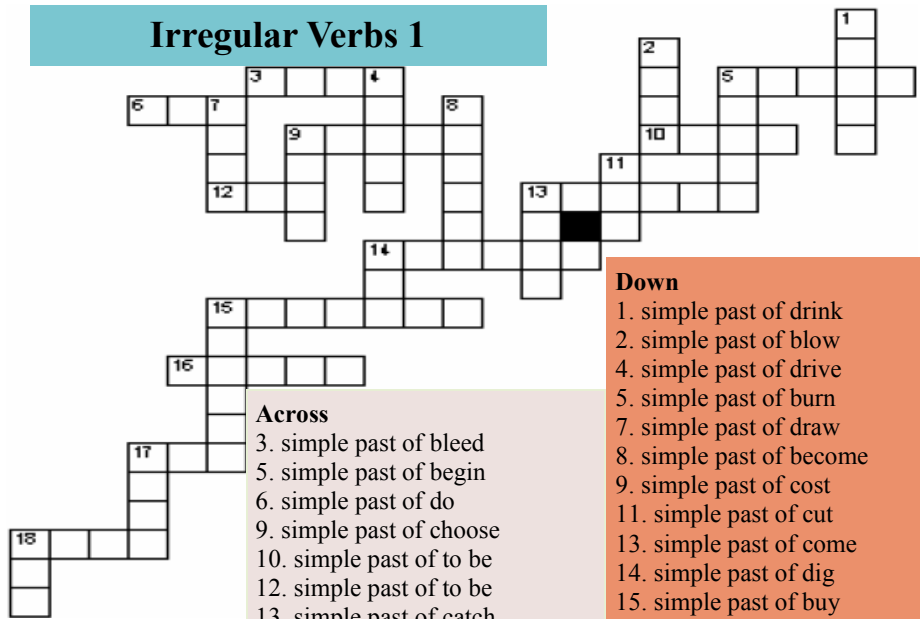 Irregular Verbs 1
1
2
3
4
5
6
7
8
9
10
11
12
13
14
15
16
17
18
Across
3. simple past of bleed
5. simple past of begin
6. simple past of do
9. simple past of choose
10. simple past of to be
12. simple past of to be
13. simple past of catch
Down
1. simple past of drink
2. simple past of blow
4. simple past of drive
5. simple past of burn
7. simple past of draw
8. simple past of become
9. simple past of cost
11. simple past of cut
13. simple past of come
14. simple past of dig
15. simple past of buy